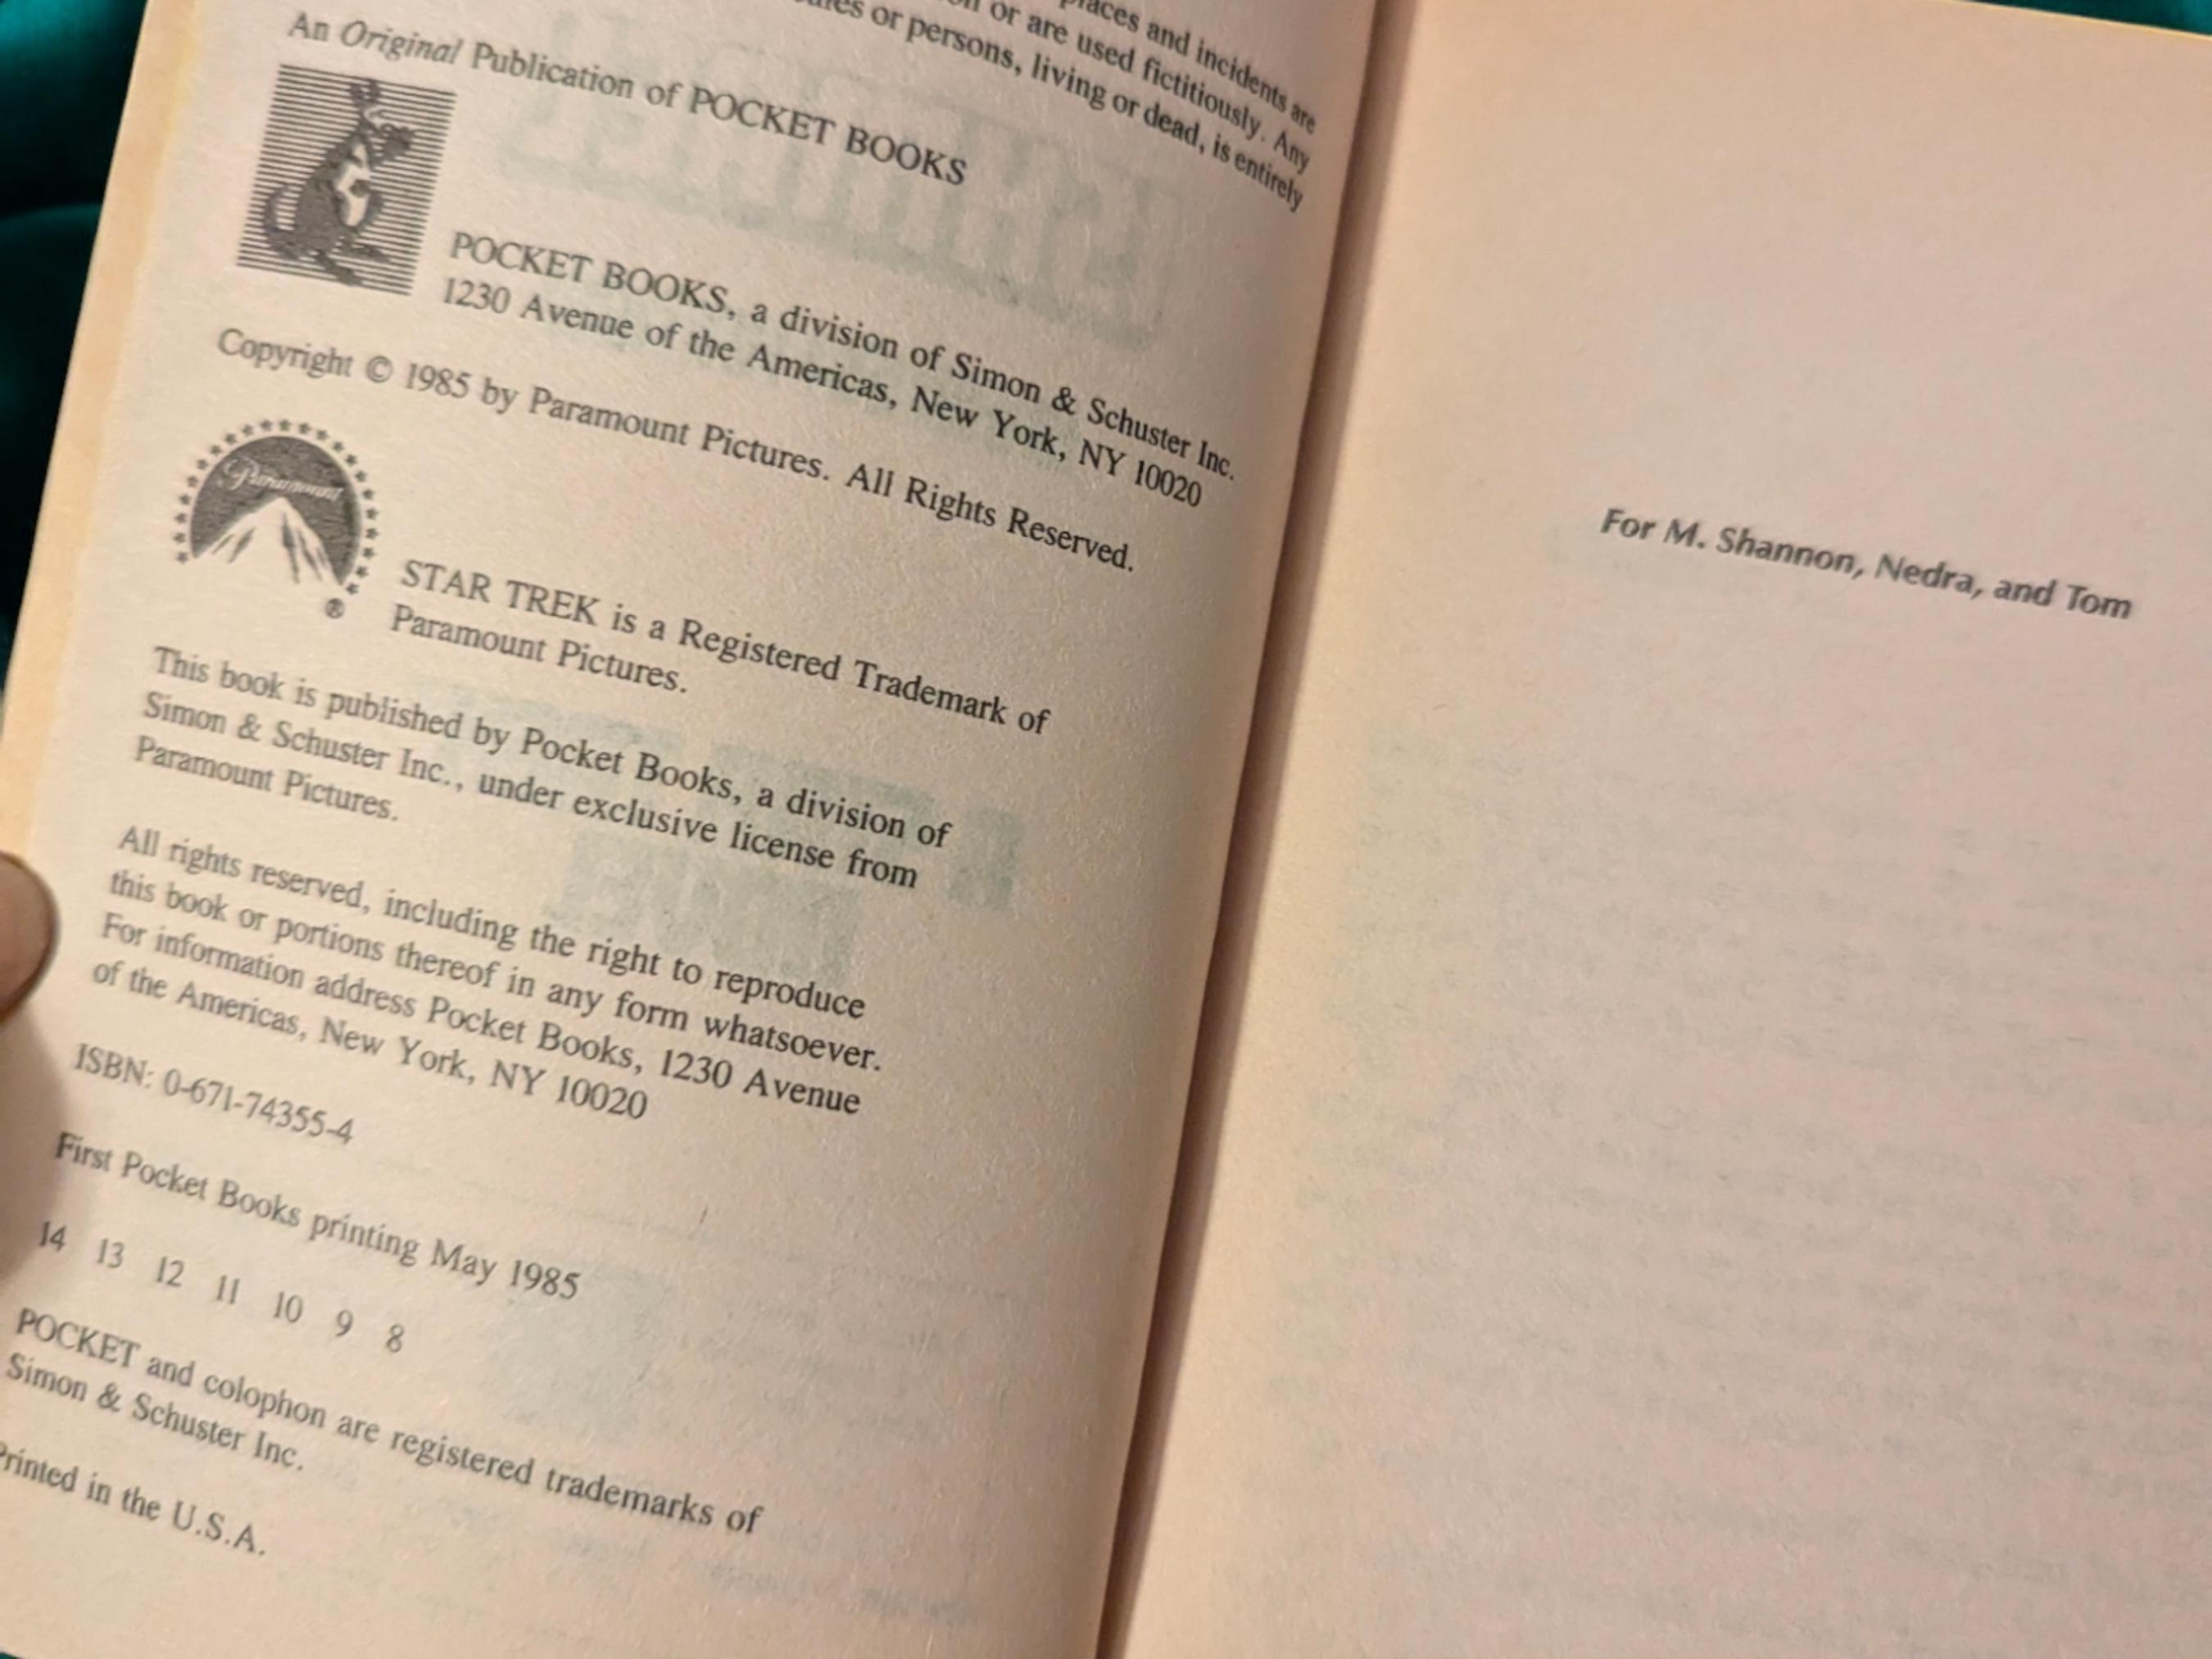 places and incidents are
or are used fictitiously. Any
or persons, living or dead, is entirely
An Original Publication of POCKET BOOKS
POCKET BOOKS, a division of Simon & Schuster Inc.
1230 Avenue of the Americas, New York, NY 10020
Copyright © 1985 by Paramount Pictures. All Rights Reserved.
Paramount
®
STAR TREK is a Registered Trademark of
Paramount Pictures.
This book is published by Pocket Books, a division of
Simon & Schuster Inc., under exclusive license from
Paramount Pictures.
All rights reserved, including the right to reproduce
this book or portions thereof in any form whatsoever.
For information address Pocket Books, 1230 Avenue
of the Americas, New York, NY 10020
ISBN: 0-671-74355-4
First Pocket Books printing May 1985
14 13 12 11 10 9 8
POCKET and colophon are registered trademarks of
Simon & Schuster Inc.
Printed in the U.S.A.
For M. Shannon, Nedra, and Tom